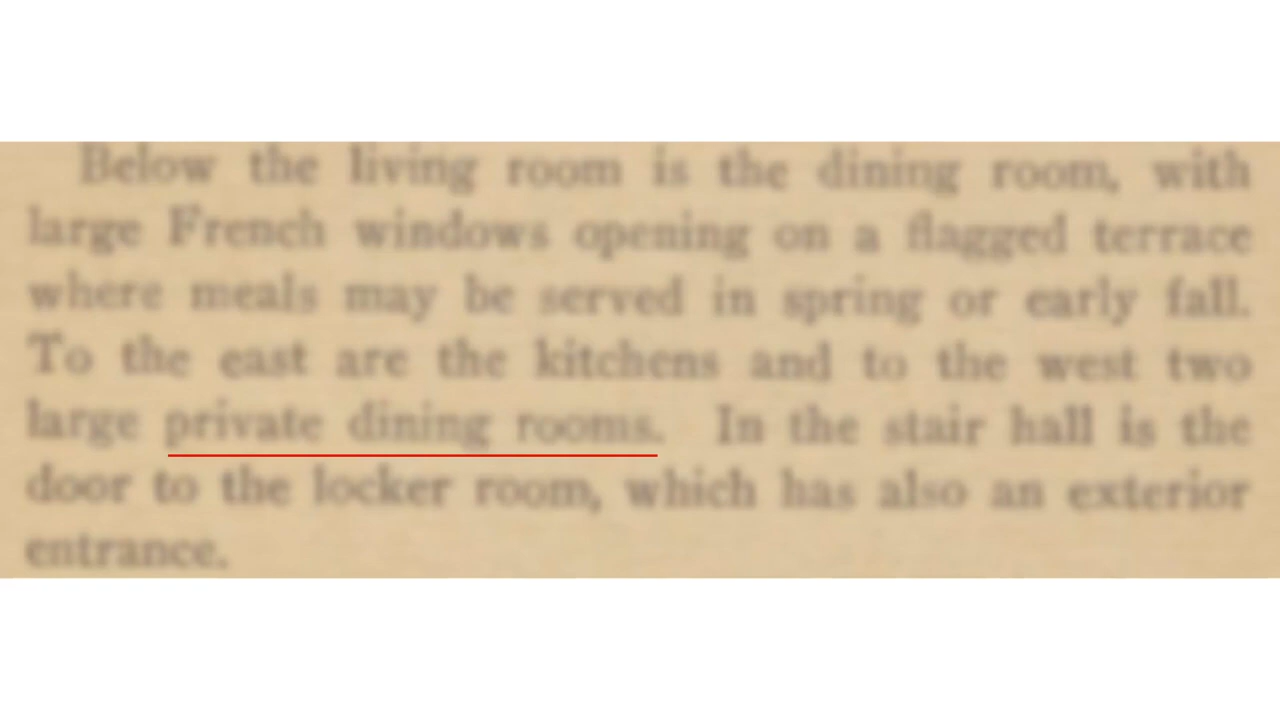 Below the living room is the dining room, with
large French windows opening on a flagged terrace
where meals may be served in spring or early fall.
To the east are the kitchens and to the west two
large private dining rooms. In the stair hall is the
door to the locker room, which has also an exterior
entrance.